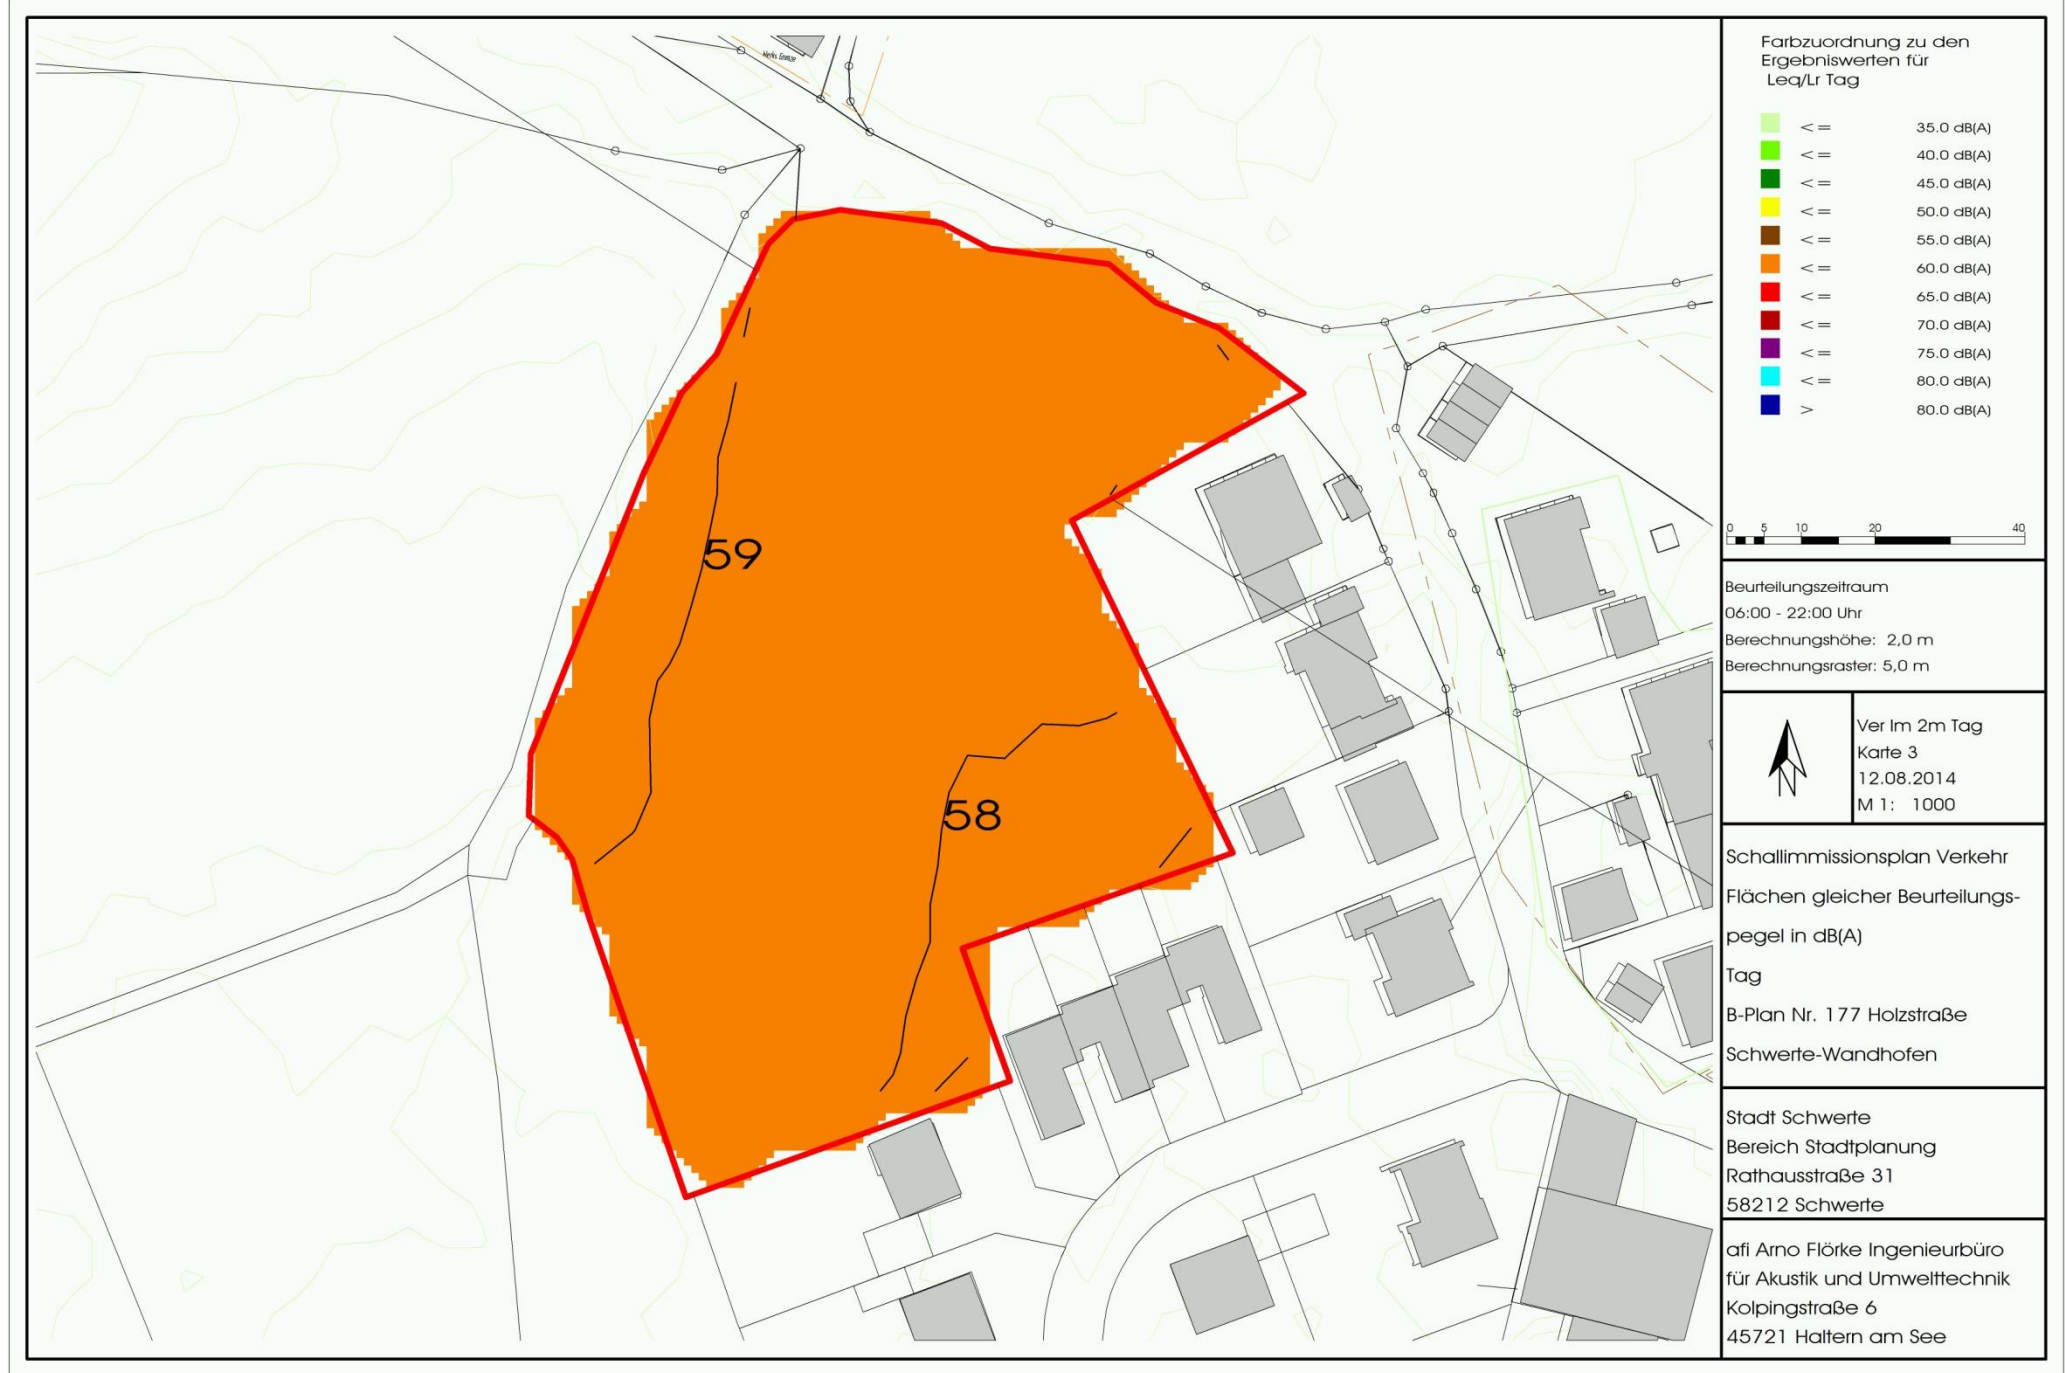 Werks Grenze
59
58
Farbzuordnung zu den
Ergebniswerten für
Leq/Lr Tag
<= 35.0 dB(A)
<= 40.0 dB(A)
<= 45.0 dB(A)
<= 50.0 dB(A)
<= 55.0 dB(A)
<= 60.0 dB(A)
<= 65.0 dB(A)
<= 70.0 dB(A)
<= 75.0 dB(A)
<= 80.0 dB(A)
> 80.0 dB(A)
0 5 10 20 40
Beurteilungszeitraum
06:00 - 22:00 Uhr
Berechnungshöhe: 2,0 m
Berechnungsraster: 5,0 m
Ver Im 2m Tag
Karte 3
12.08.2014
M 1: 1000
Schallimmissionsplan Verkehr
Flächen gleicher Beurteilungs-
pegel in dB(A)
Tag
B-Plan Nr. 177 Holzstraße
Schwerte-Wandhofen
Stadt Schwerte
Bereich Stadtplanung
Rathausstraße 31
58212 Schwerte
afi Arno Flörke Ingenieurbüro
für Akustik und Umwelttechnik
Kolpingstraße 6
45721 Haltern am See